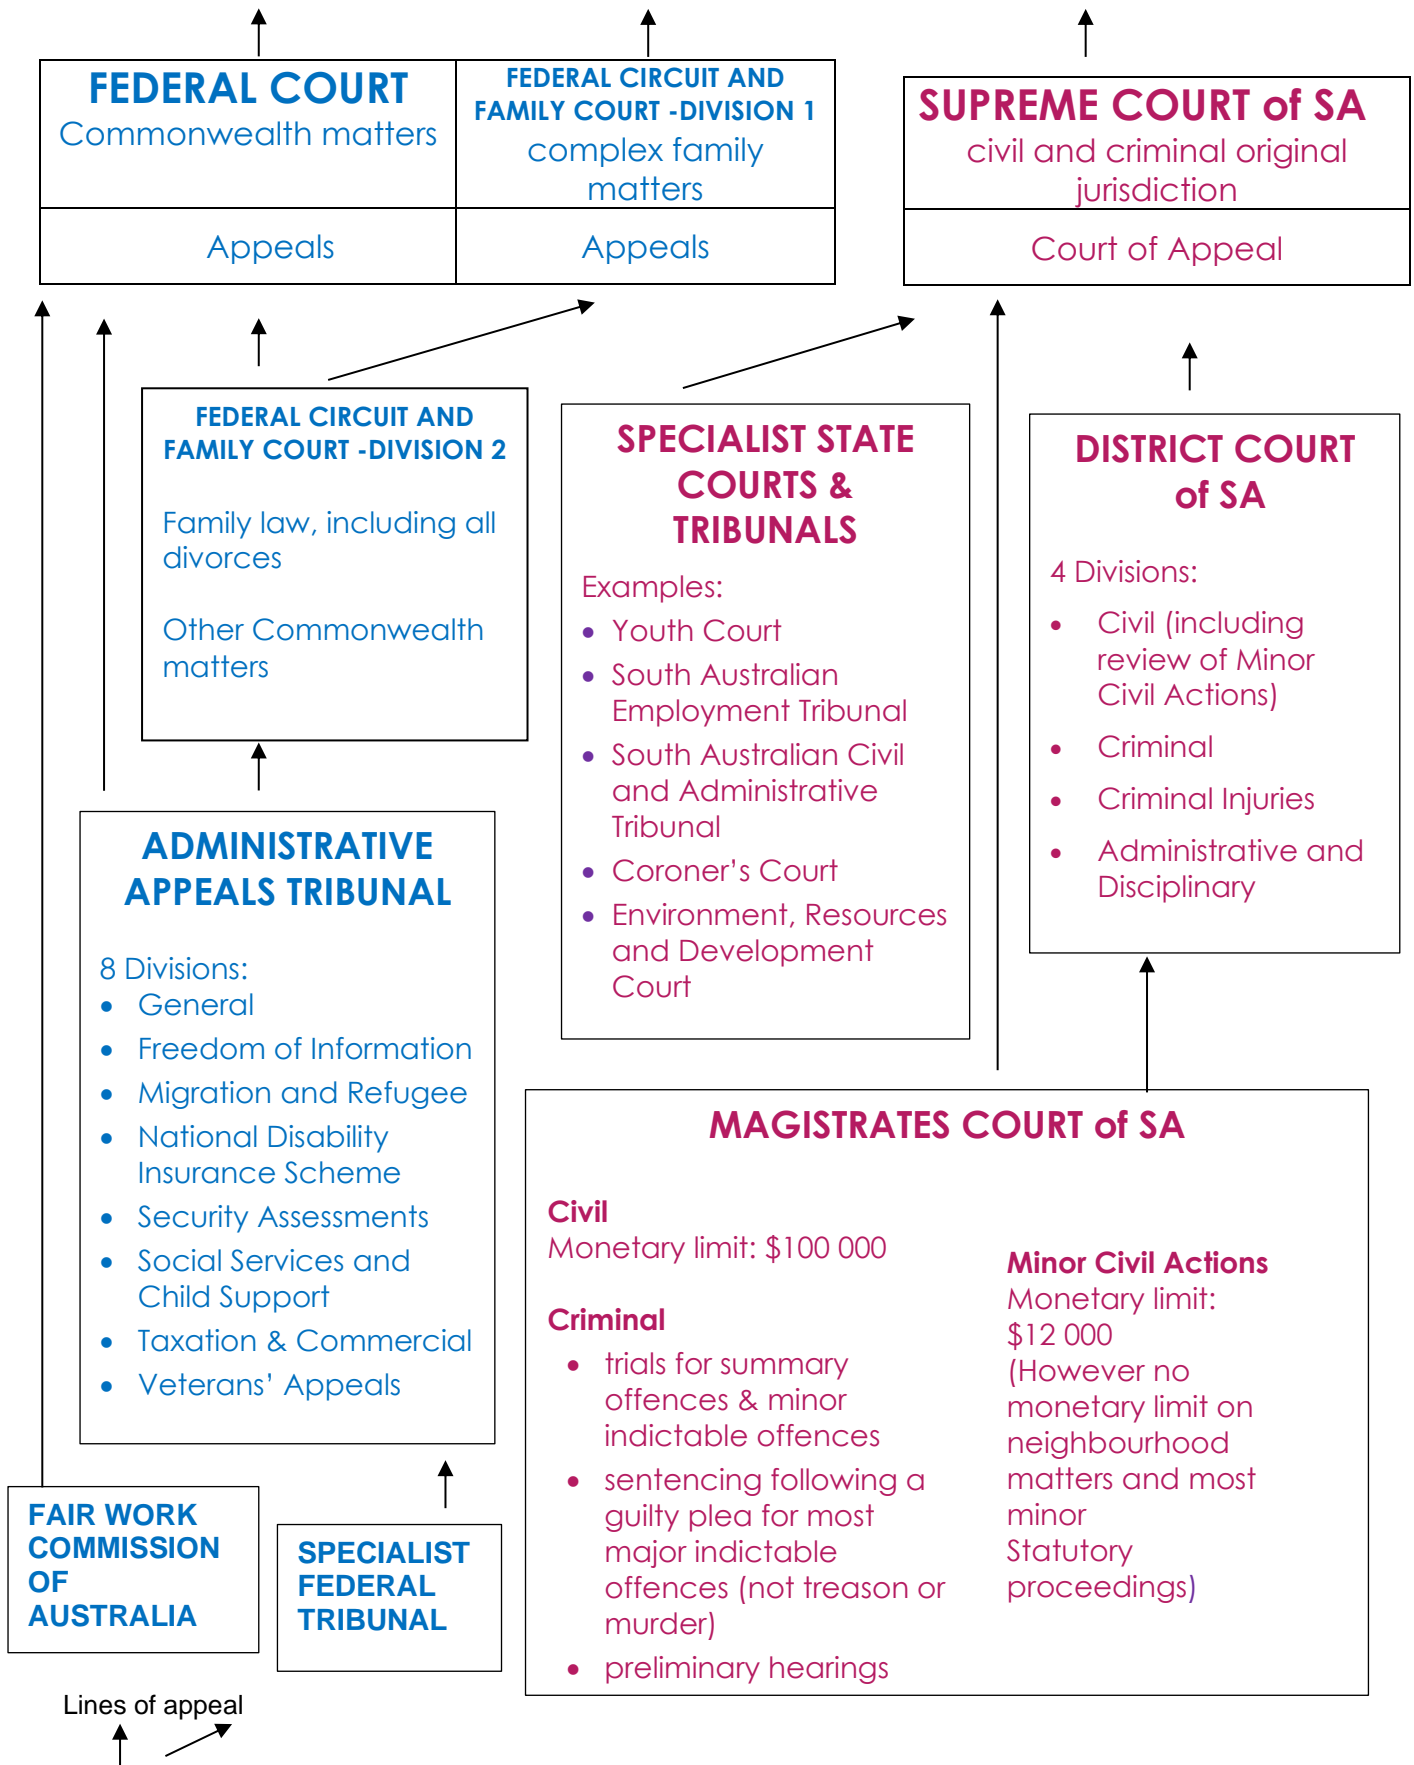 FEDERAL COURT
Commonwealth matters
Appeals
FEDERAL CIRCUIT AND
FAMILY COURT -DIVISION 1
complex family
matters
Appeals
SUPREME COURT of SA
civil and criminal original
jurisdiction
Court of Appeal
FEDERAL CIRCUIT AND
FAMILY COURT -DIVISION 2
Family law, including all
divorces
Other Commonwealth
matters
SPECIALIST STATE
COURTS &
TRIBUNALS
Examples:
• Youth Court
• South Australian
Employment Tribunal
• South Australian Civil
and Administrative
Tribunal
• Coroner’s Court
• Environment, Resources
and Development
Court
DISTRICT COURT
of SA
4 Divisions:
• Civil (including
review of Minor
Civil Actions)
• Criminal
• Criminal Injuries
• Administrative and
Disciplinary
ADMINISTRATIVE
APPEALS TRIBUNAL
8 Divisions:
• General
• Freedom of Information
• Migration and Refugee
• National Disability
Insurance Scheme
• Security Assessments
• Social Services and
Child Support
• Taxation & Commercial
• Veterans’ Appeals
MAGISTRATES COURT of SA
Civil
Monetary limit: $100 000
Criminal
• trials for summary
offences & minor
indictable offences
• sentencing following a
guilty plea for most
major indictable
offences (not treason or
murder)
• preliminary hearings
Minor Civil Actions
Monetary limit:
$12 000
(However no
monetary limit on
neighbourhood
matters and most
minor
Statutory
proceedings)
FAIR WORK
COMMISSION
OF
AUSTRALIA
SPECIALIST
FEDERAL
TRIBUNAL
Lines of appeal